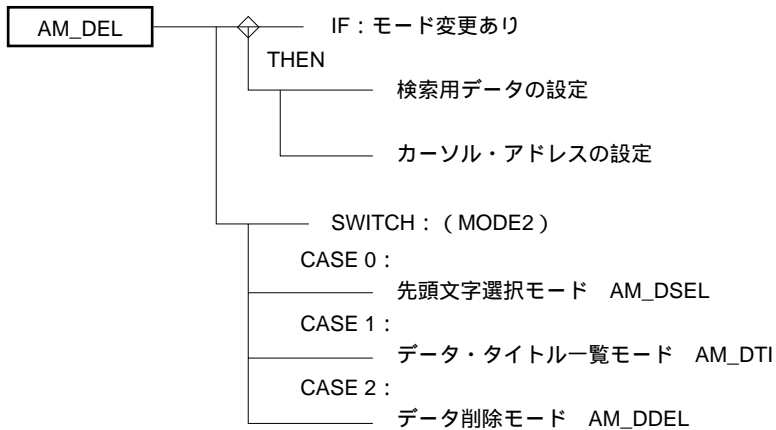 AM_DEL
IF：モード変更あり
THEN
検索用データの設定
カーソル・アドレスの設定
SWITCH：（MODE2）
CASE 0：
先頭文字選択モード　AM_DSEL
CASE 1：
データ・タイトル一覧モード　AM_DTI
CASE 2：
データ削除モード　AM_DDEL